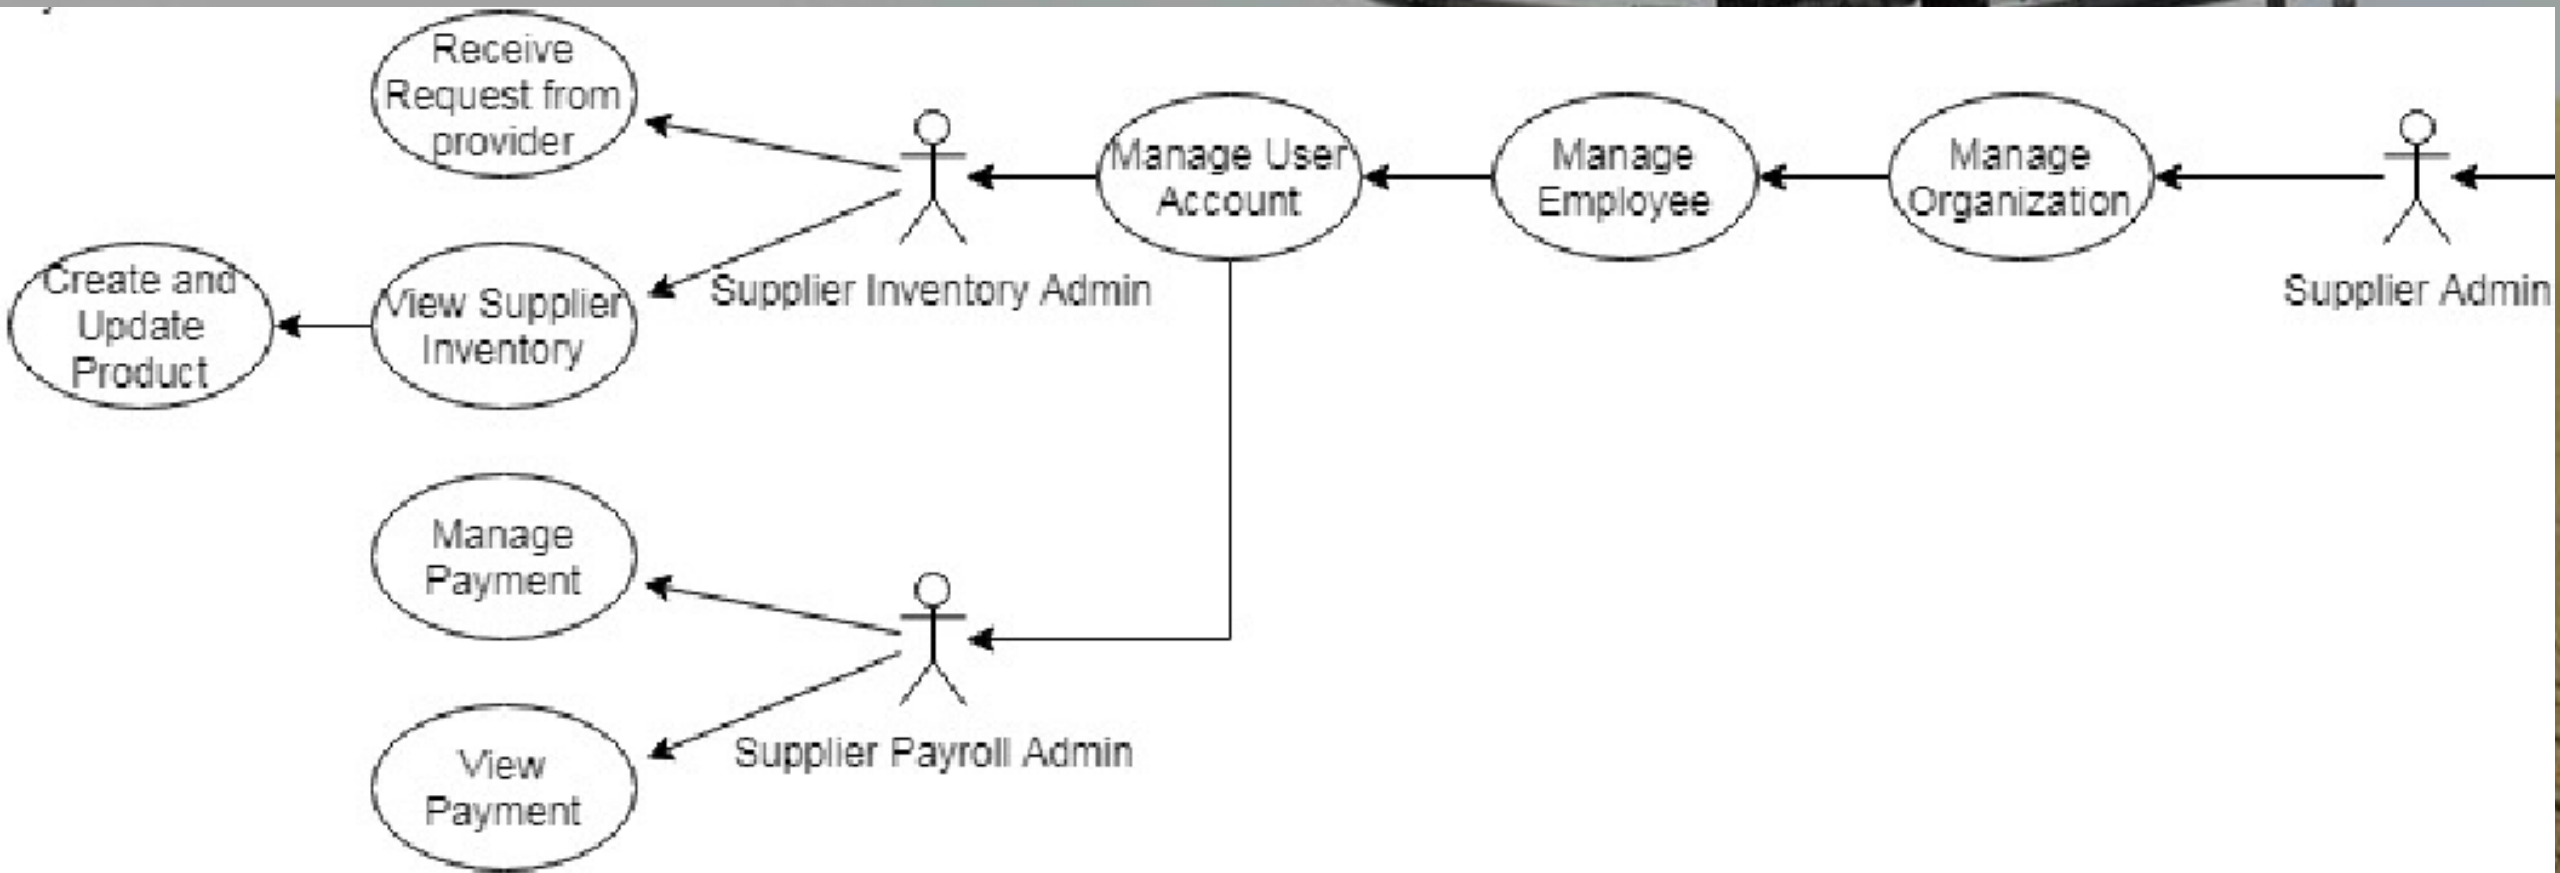 Receive
Request from
provider
Manage User
Account
Manage
Employee
Manage
Organization
Supplier Inventory Admin
Supplier Admin
Create and
Update
Product
View Supplier
Inventory
Manage
Payment
Supplier Payroll Admin
View
Payment